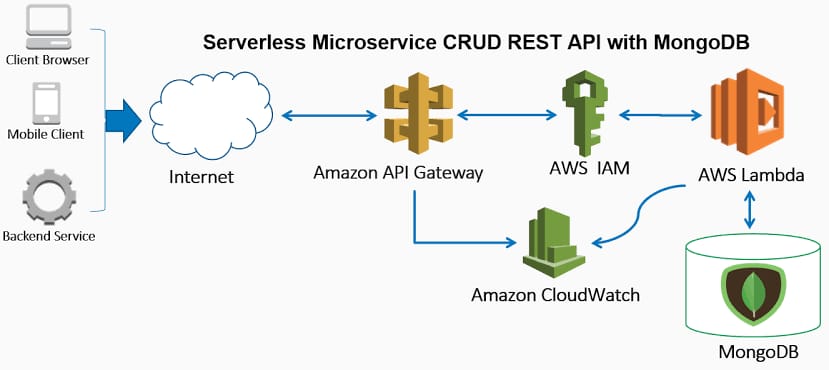 Serverless Microservice CRUD REST API with MongoDB
Client Browser
Mobile Client
Backend Service
Internet
Amazon API Gateway
AWS IAM
AWS Lambda
Amazon CloudWatch
MongoDB